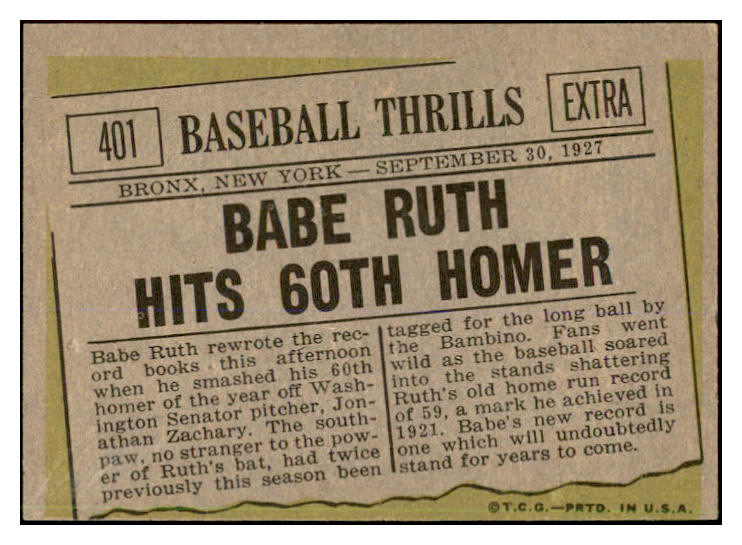 401
BASEBALL THRILLS
EXTRA
BRONX, NEW YORK — SEPTEMBER 30, 1927
BABE RUTH
HITS 60TH HOMER
Babe Ruth rewrote the rec-
ord books this afternoon
when he smashed his 60th
homer of the year off Wash-
ington Senator pitcher, Jon-
athan Zachary. The south-
paw, no stranger to the pow-
er of Ruth's bat, had twice
previously this season been
tagged for the long ball by
the Bambino. Fans went
wild as the baseball soared
into the stands shattering
Ruth's old home run record
of 59, a mark he achieved in
1921. Babe's new record is
one which will undoubtedly
stand for years to come.
©T.C.G.—PRTD. IN U.S.A.